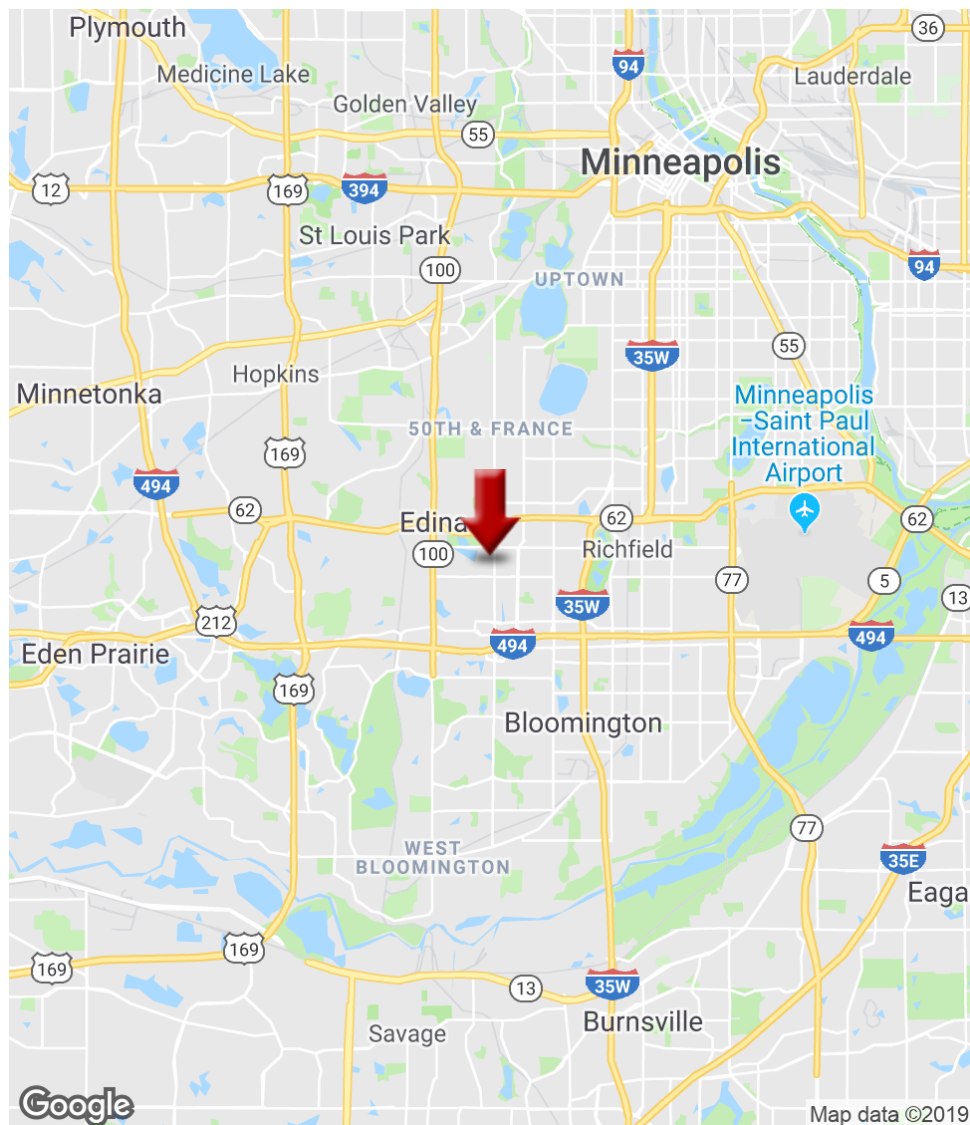 Plymouth
36
Medicine Lake
94
Lauderdale
Golden Valley
55
Minneapolis
12
169
394
St Louis Park
100
94
UPTOWN
55
35W
Hopkins
Minnetonka
Minneapolis
–Saint Paul
International
Airport
50TH & FRANCE
169
494
62
Edina
62
62
100
Richfield
77
5
13
35W
212
494
494
Eden Prairie
169
Bloomington
77
WEST
BLOOMINGTON
35E
Eaga
169
169
13
35W
Burnsville
Savage
Google
Map data ©2019